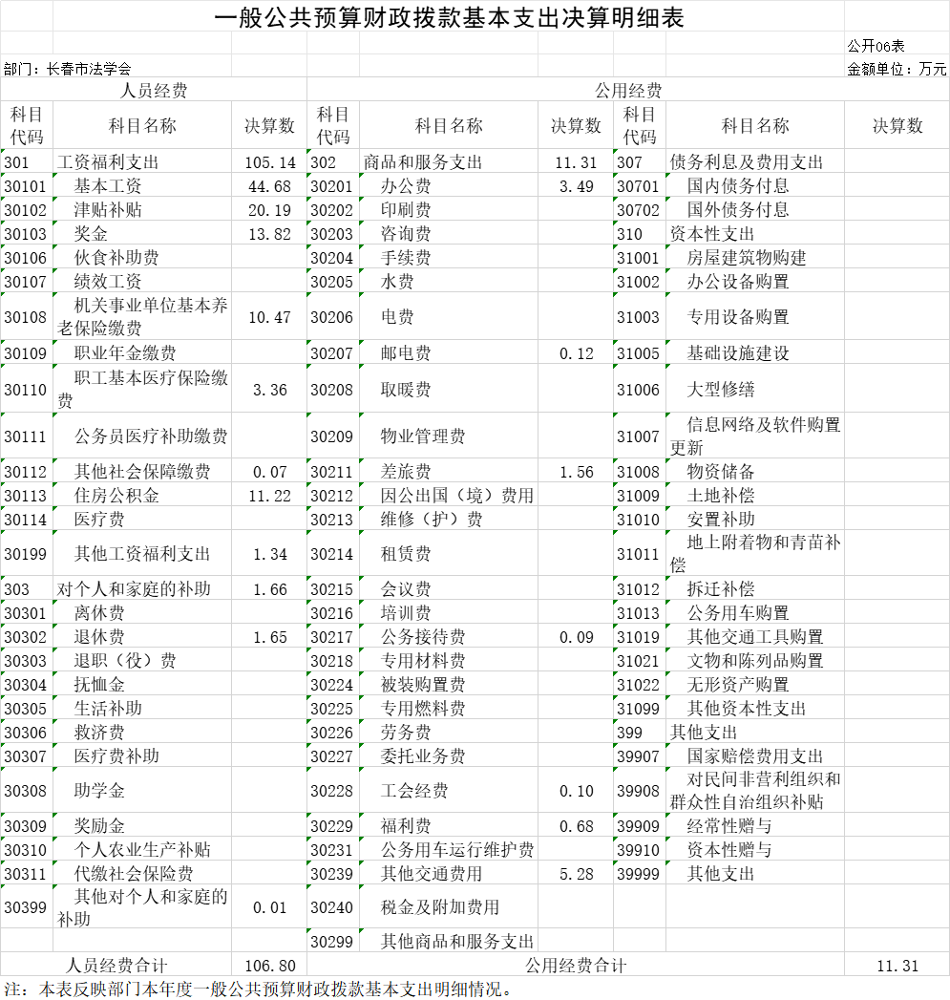 一般公共预算财政拨款基本支出决算明细表
公开06表
部门：长春市法学会 金额单位：万元
人员经费 公用经费
科目代码 科目名称 决算数 科目代码 科目名称 决算数 科目代码 科目名称 决算数
301 工资福利支出 105.14 302 商品和服务支出 11.31 307 债务利息及费用支出
30101 基本工资 44.68 30201 办公费 3.49 30701 国内债务付息
30102 津贴补贴 20.19 30202 印刷费 30702 国外债务付息
30103 奖金 13.82 30203 咨询费 310 资本性支出
30106 伙食补助费 30204 手续费 31001 房屋建筑物购建
30107 绩效工资 30205 水费 31002 办公设备购置
30108 机关事业单位基本养老保险缴费 10.47 30206 电费 31003 专用设备购置
30109 职业年金缴费 30207 邮电费 0.12 31005 基础设施建设
30110 职工基本医疗保险缴费 3.36 30208 取暖费 31006 大型修缮
30111 公务员医疗补助缴费 30209 物业管理费 31007 信息网络及软件购置更新
30112 其他社会保障缴费 0.07 30211 差旅费 1.56 31008 物资储备
30113 住房公积金 11.22 30212 因公出国（境）费用 31009 土地补偿
30114 医疗费 30213 维修（护）费 31010 安置补助
30199 其他工资福利支出 1.34 30214 租赁费 31011 地上附着物和青苗补偿
303 对个人和家庭的补助 1.66 30215 会议费 31012 拆迁补偿
30301 离休费 30216 培训费 31013 公务用车购置
30302 退休费 1.65 30217 公务接待费 0.09 31019 其他交通工具购置
30303 退职（役）费 30218 专用材料费 31021 文物和陈列品购置
30304 抚恤金 30224 被装购置费 31022 无形资产购置
30305 生活补助 30225 专用燃料费 31099 其他资本性支出
30306 救济费 30226 劳务费 399 其他支出
30307 医疗费补助 30227 委托业务费 39907 国家赔偿费用支出
30308 助学金 30228 工会经费 0.10 39908 对民间非营利组织和群众性自治组织补贴
30309 奖励金 30229 福利费 0.68 39909 经常性赠与
30310 个人农业生产补贴 30231 公务用车运行维护费 39910 资本性赠与
30311 代缴社会保险费 30239 其他交通费用 5.28 39999 其他支出
30399 其他对个人和家庭的补助 0.01 30240 税金及附加费用
30299 其他商品和服务支出
人员经费合计 106.80 公用经费合计 11.31
注：本表反映部门本年度一般公共预算财政拨款基本支出明细情况。